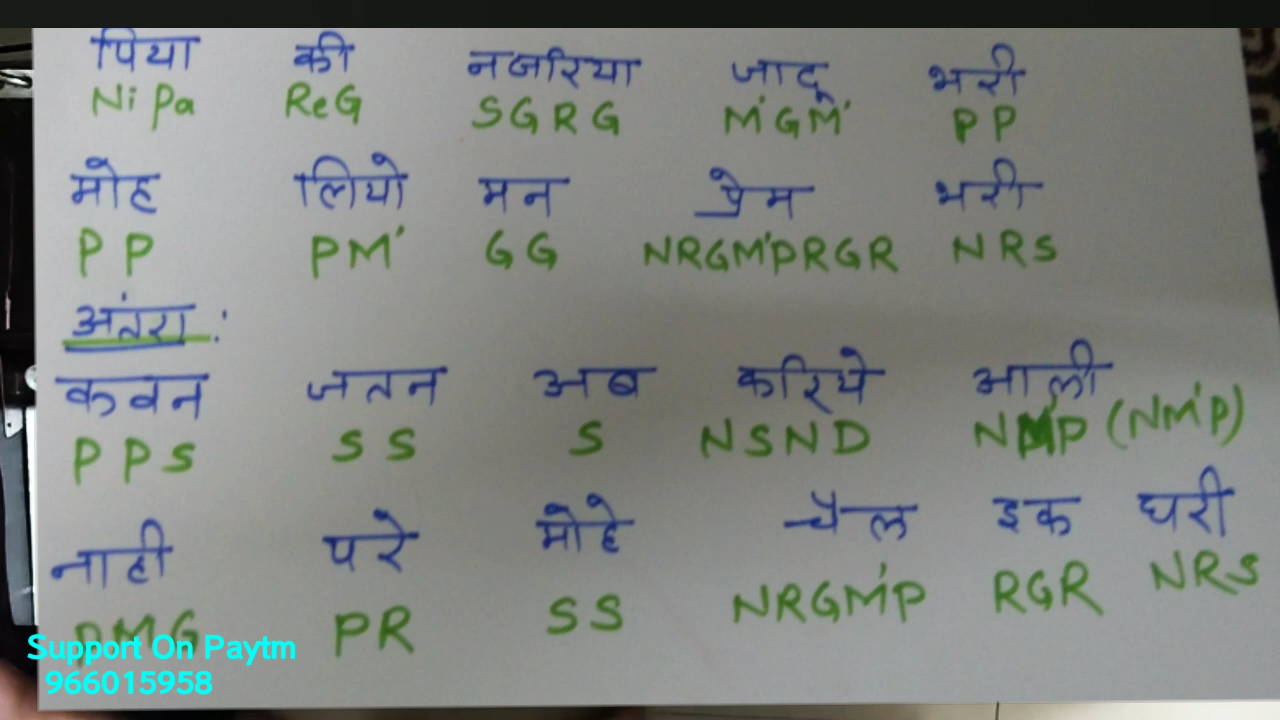 पिया की नजरिया जादू भरी
Ni Pa ReG SGRG M'GM' PP
मोह लियो मन प्रेम भरी
PP PM' GG NRGM'PRGR NRS
अंतरा :
कवन जतन अब करिये आली
PPS SS S NSND NM'P (NM'P)
नाही परे मोहे चैल इक घरी
PMG PR SS NRGM'P RGR NRS
Support On Paytm
966015958